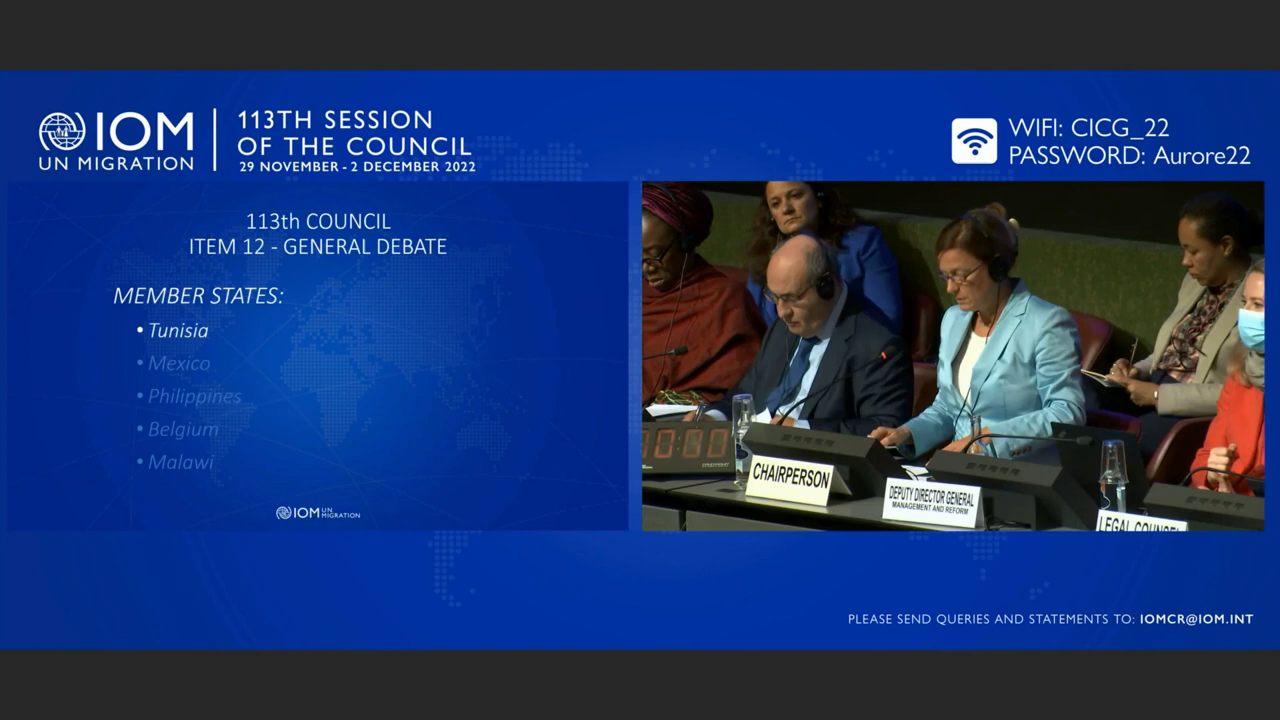 IOM
UN MIGRATION
113TH SESSION
OF THE COUNCIL
29 NOVEMBER - 2 DECEMBER 2022
WIFI: CICG_22
PASSWORD: Aurore22
113th COUNCIL
ITEM 12 - GENERAL DEBATE
MEMBER STATES:
• Tunisia
• Mexico
• Philippines
• Belgium
• Malawi
IOM UN MIGRATION
10:00
CHAIRPERSON
DEPUTY DIRECTOR GENERAL
MANAGEMENT AND REFORM
LEGAL COUNSEL
PLEASE SEND QUERIES AND STATEMENTS TO: IOMCR@IOM.INT